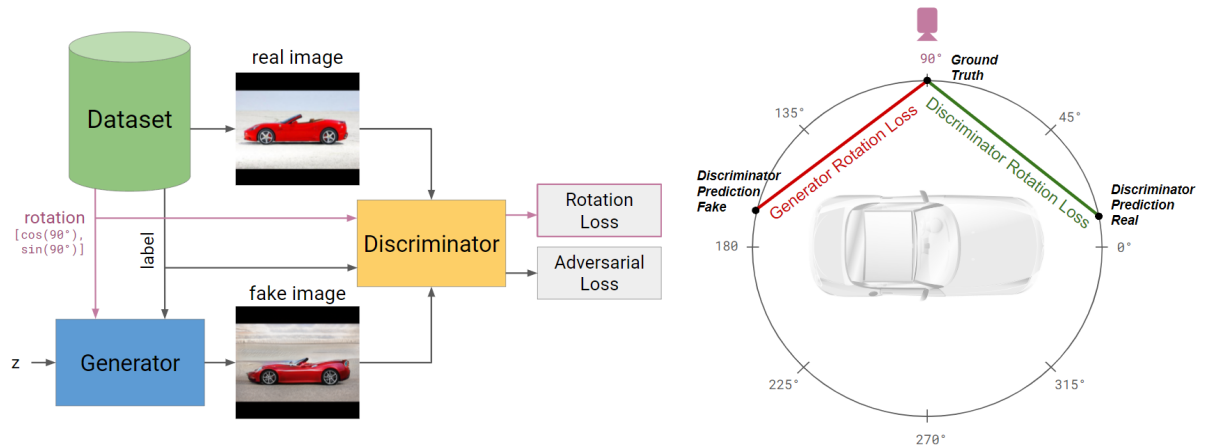 Dataset
real image
rotation
[cos(90°),
sin(90°)]
label
Discriminator
Rotation
Loss
Adversarial
Loss
fake image
z
Generator
90°
Ground
Truth
135°
45°
Generator Rotation Loss
Discriminator Rotation Loss
Discriminator
Prediction
Fake
Discriminator
Prediction
Real
180
0°
225°
315°
270°